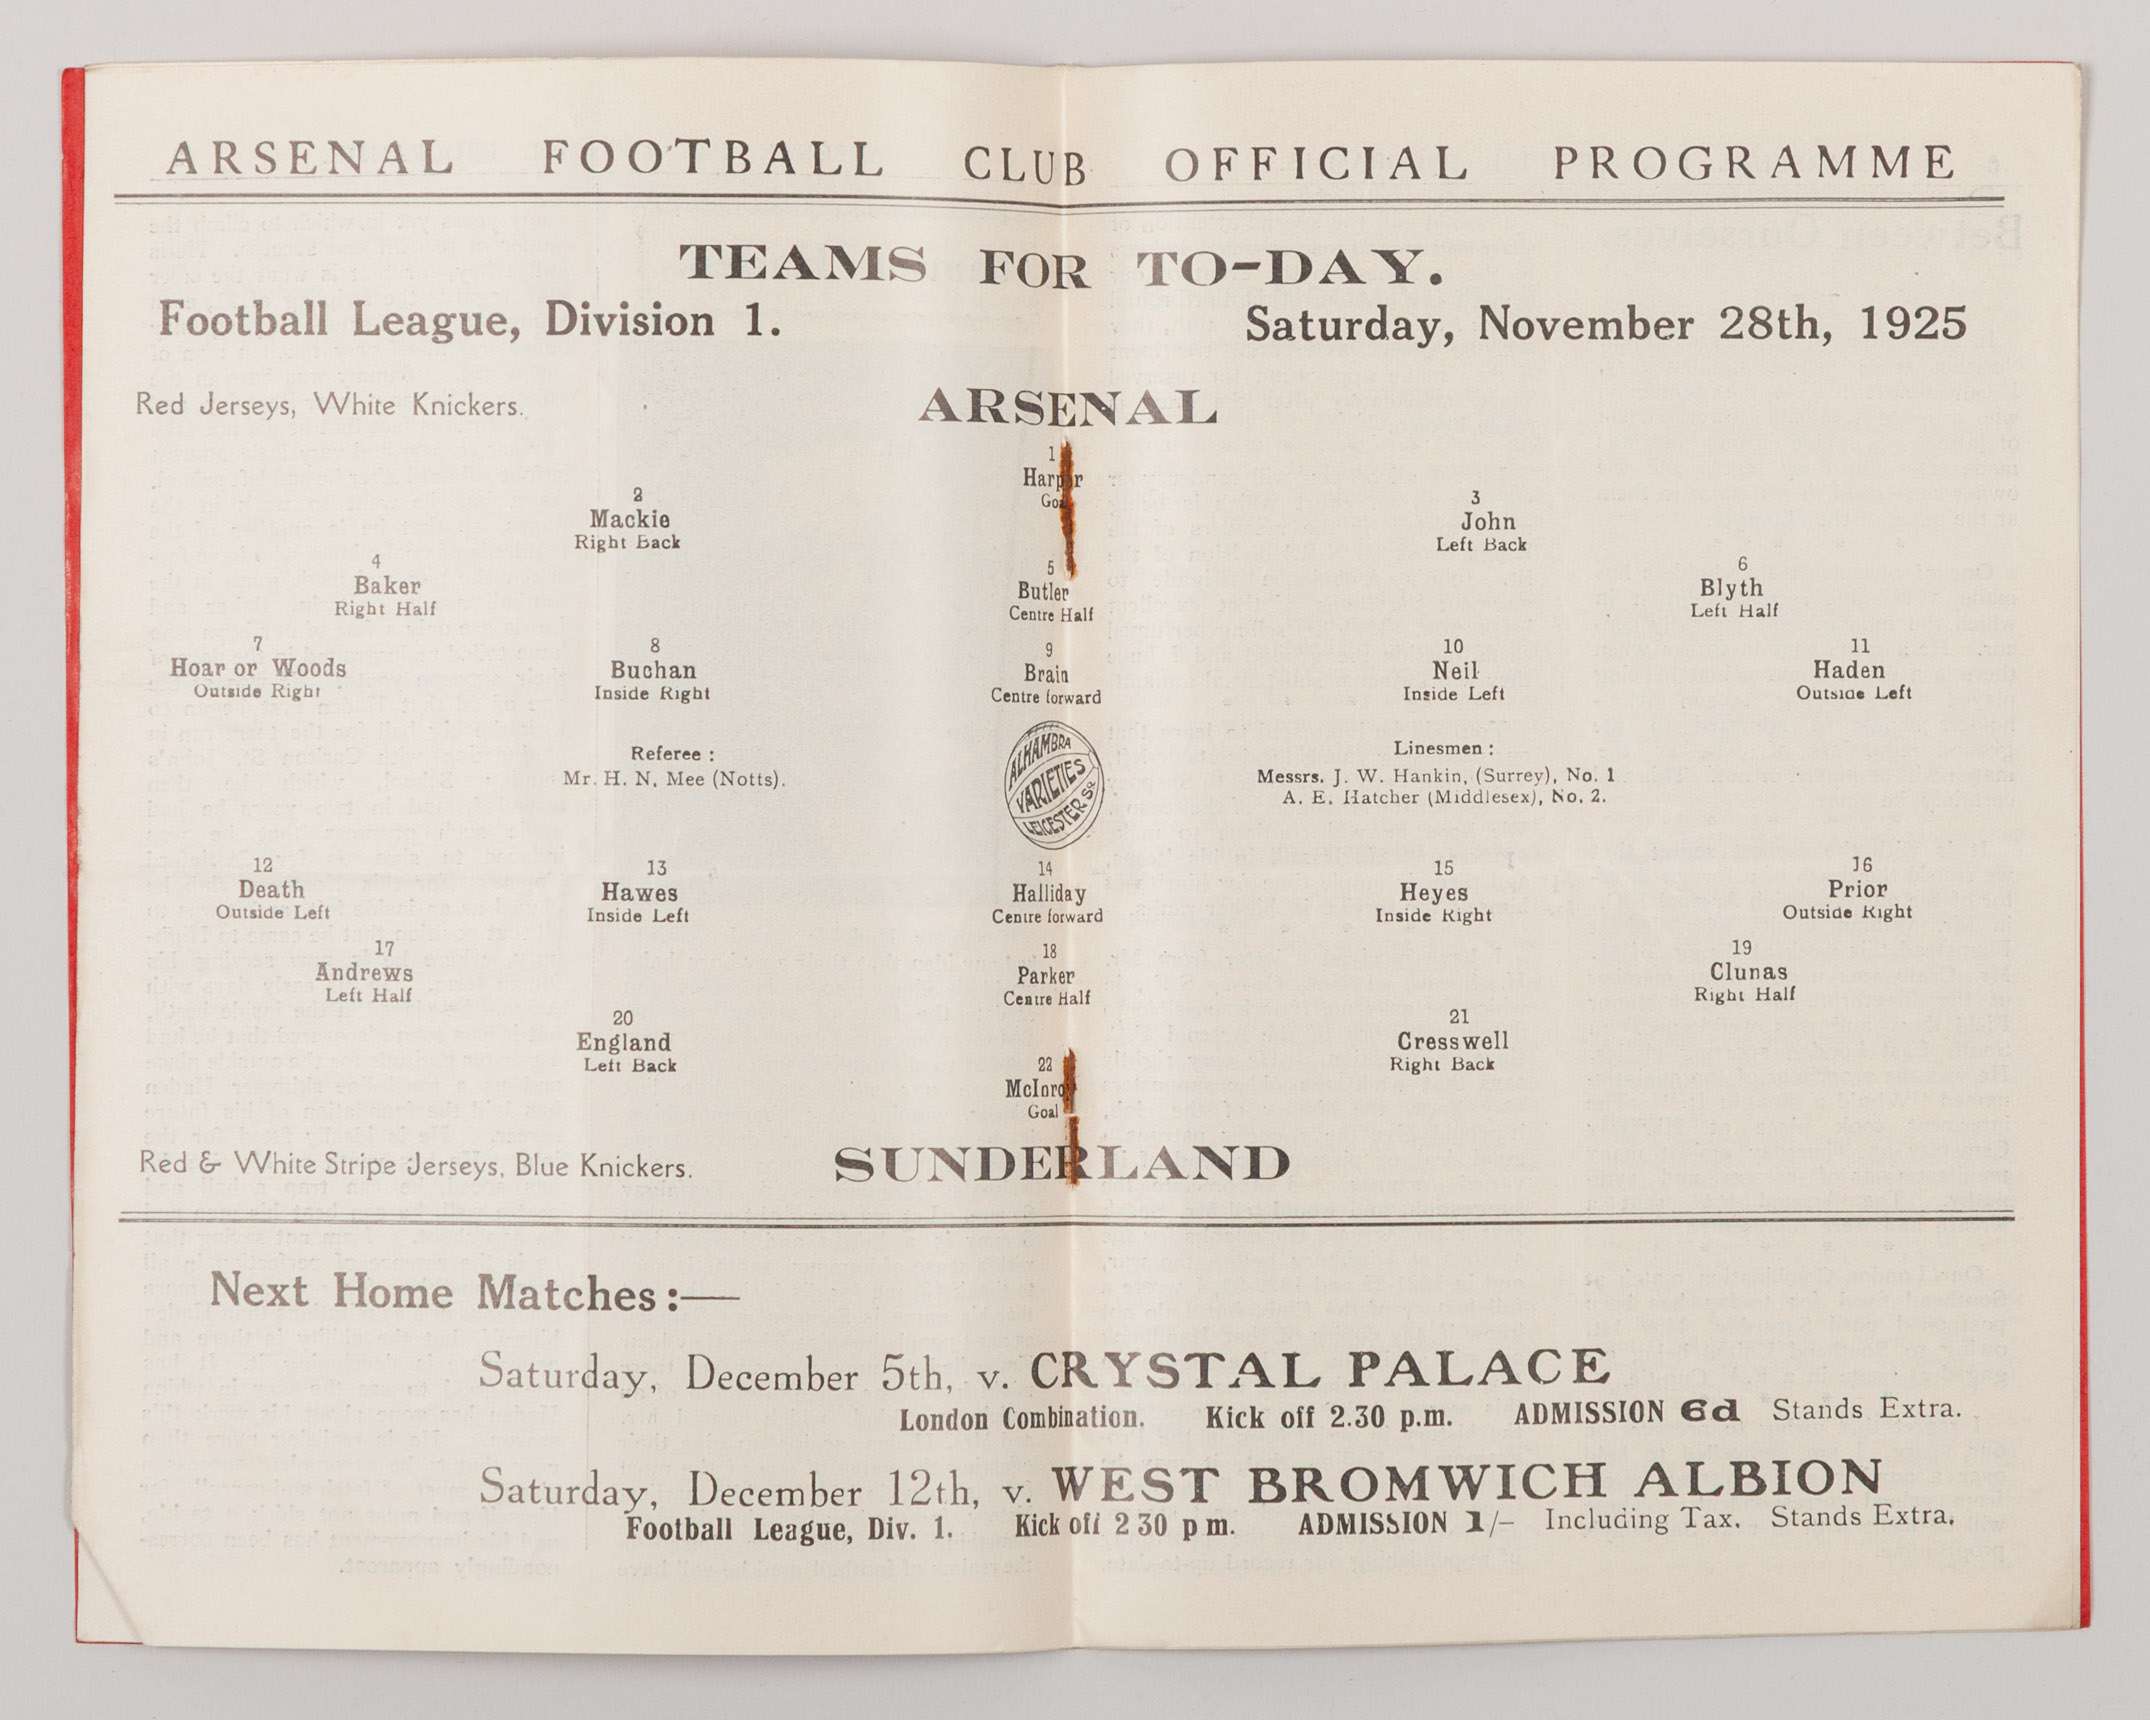 ARSENAL FOOTBALL CLUB OFFICIAL PROGRAMME
TEAMS FOR TO-DAY.
Football League, Division 1. Saturday, November 28th, 1925
Red Jerseys, White Knickers. ARSENAL
1
Harper
Goal
2 3
Mackie John
Right Back Left Back
4 5 6
Baker Butler Blyth
Right Half Centre Half Left Half
7 8 9 10 11
Hoar or Woods Buchan Brain Neil Haden
Outside Right Inside Right Centre forward Inside Left Outside Left
Referee : Linesmen :
Mr. H. N. Mee (Notts). Messrs. J. W. Hankin, (Surrey), No. 1
A. E. Hatcher (Middlesex), No. 2.
ALHAMBRA
VARIETIES
LEICESTER SQ
12 13 14 15 16
Death Hawes Halliday Heyes Prior
Outside Left Inside Left Centre forward Inside Right Outside Right
17 18 19
Andrews Parker Clunas
Left Half Centre Half Right Half
20 21
England Cresswell
Left Back Right Back
22
Goal
Red & White Stripe Jerseys, Blue Knickers. SUNDERLAND
Next Home Matches :—
Saturday, December 5th, v. CRYSTAL PALACE
London Combination. Kick off 2.30 p.m. ADMISSION 6d Stands Extra.
Saturday, December 12th, v. WEST BROMWICH ALBION
Football League, Div. 1. Kick off 2 30 p m. ADMISSION 1/- Including Tax. Stands Extra.